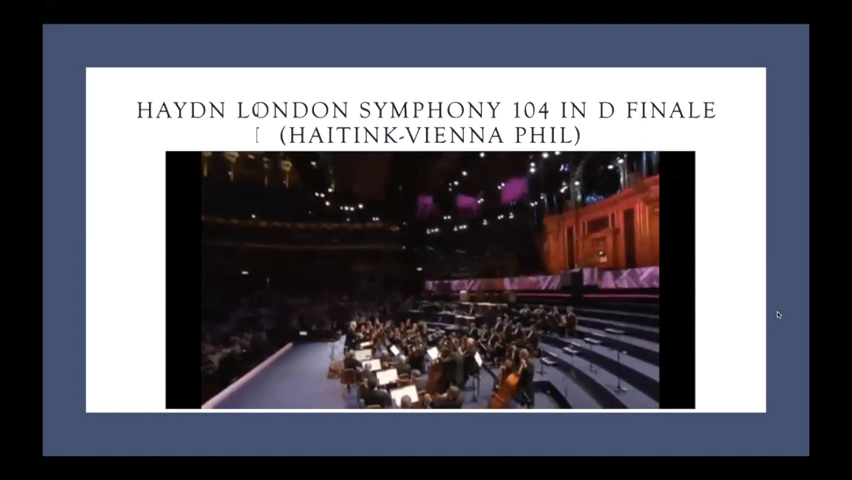 HAYDN LONDON SYMPHONY 104 IN D FINALE
(HAITINK-VIENNA PHIL)